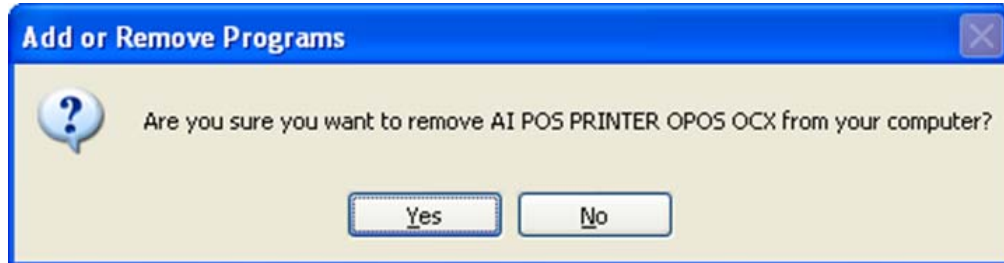 Add or Remove Programs
Are you sure you want to remove AI POS PRINTER OPOS OCX from your computer?
Yes
No